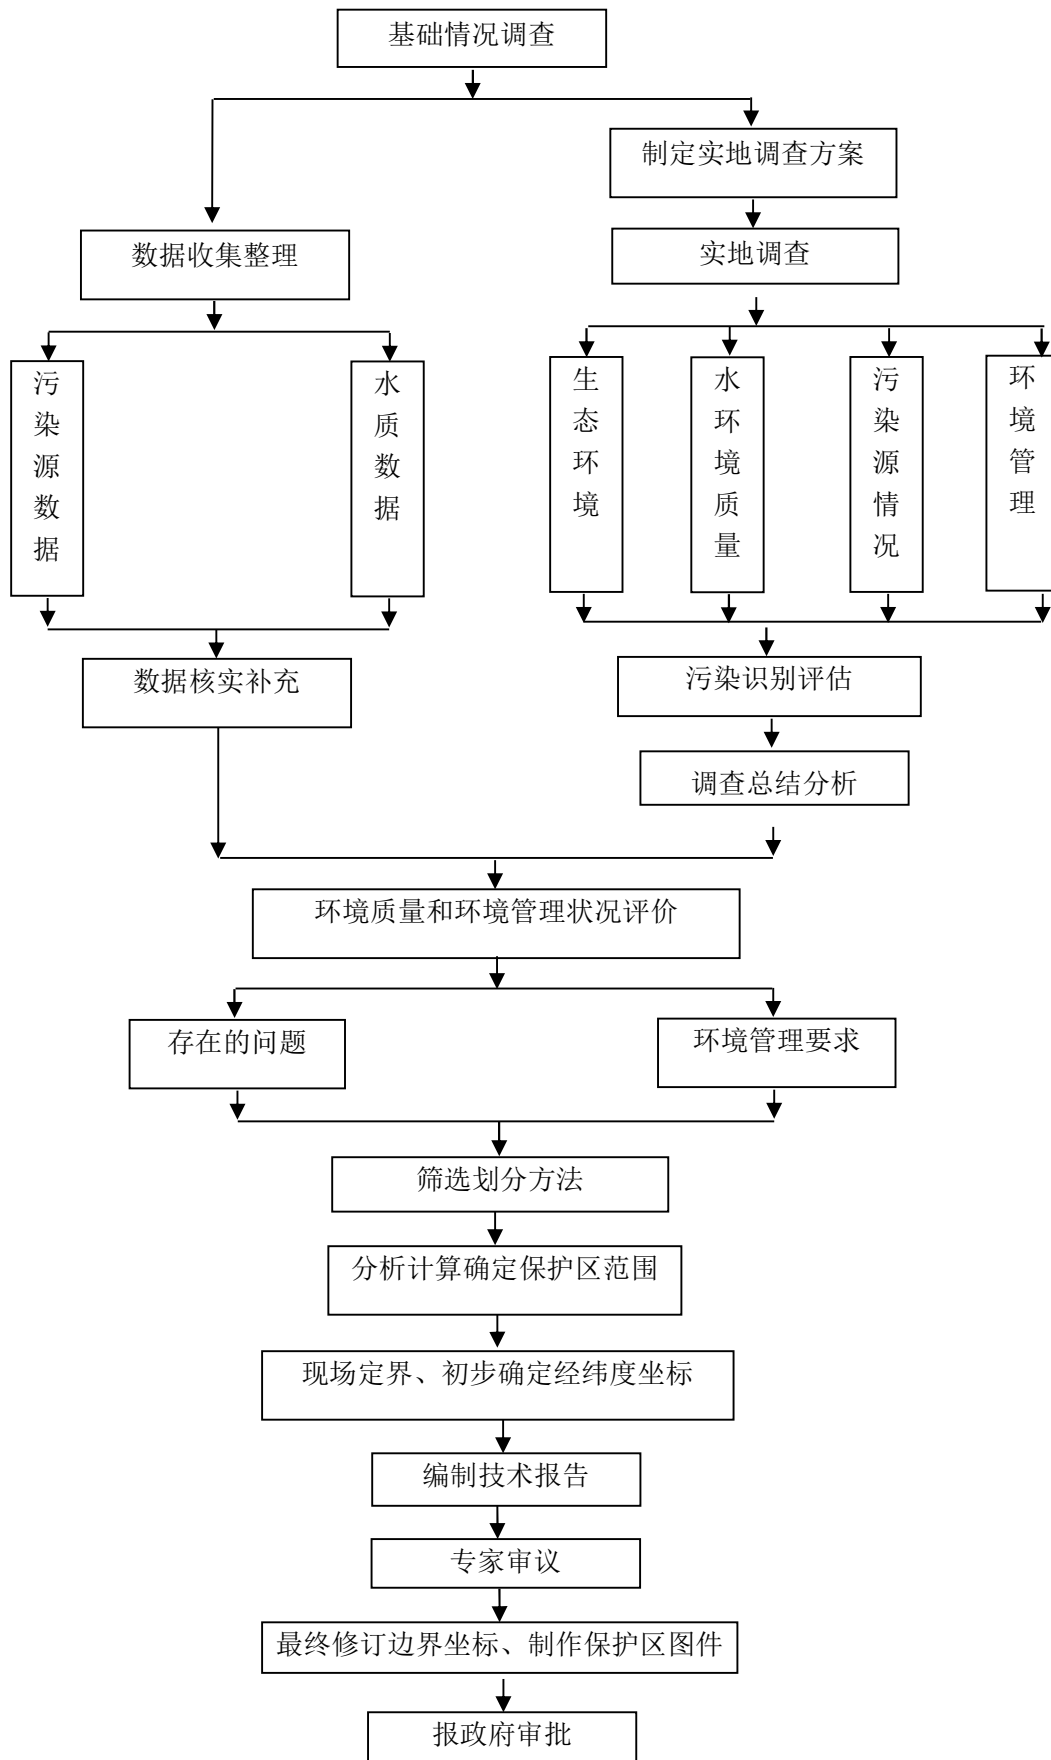 基础情况调查
制定实地调查方案
数据收集整理
实地调查
污染源数据
水质数据
生态环境
水环境质量
污染源情况
环境管理
数据核实补充
污染识别评估
调查总结分析
环境质量和环境管理状况评价
存在的问题
环境管理要求
筛选划分方法
分析计算确定保护区范围
现场定界、初步确定经纬度坐标
编制技术报告
专家审议
最终修订边界坐标、制作保护区图件
报政府审批